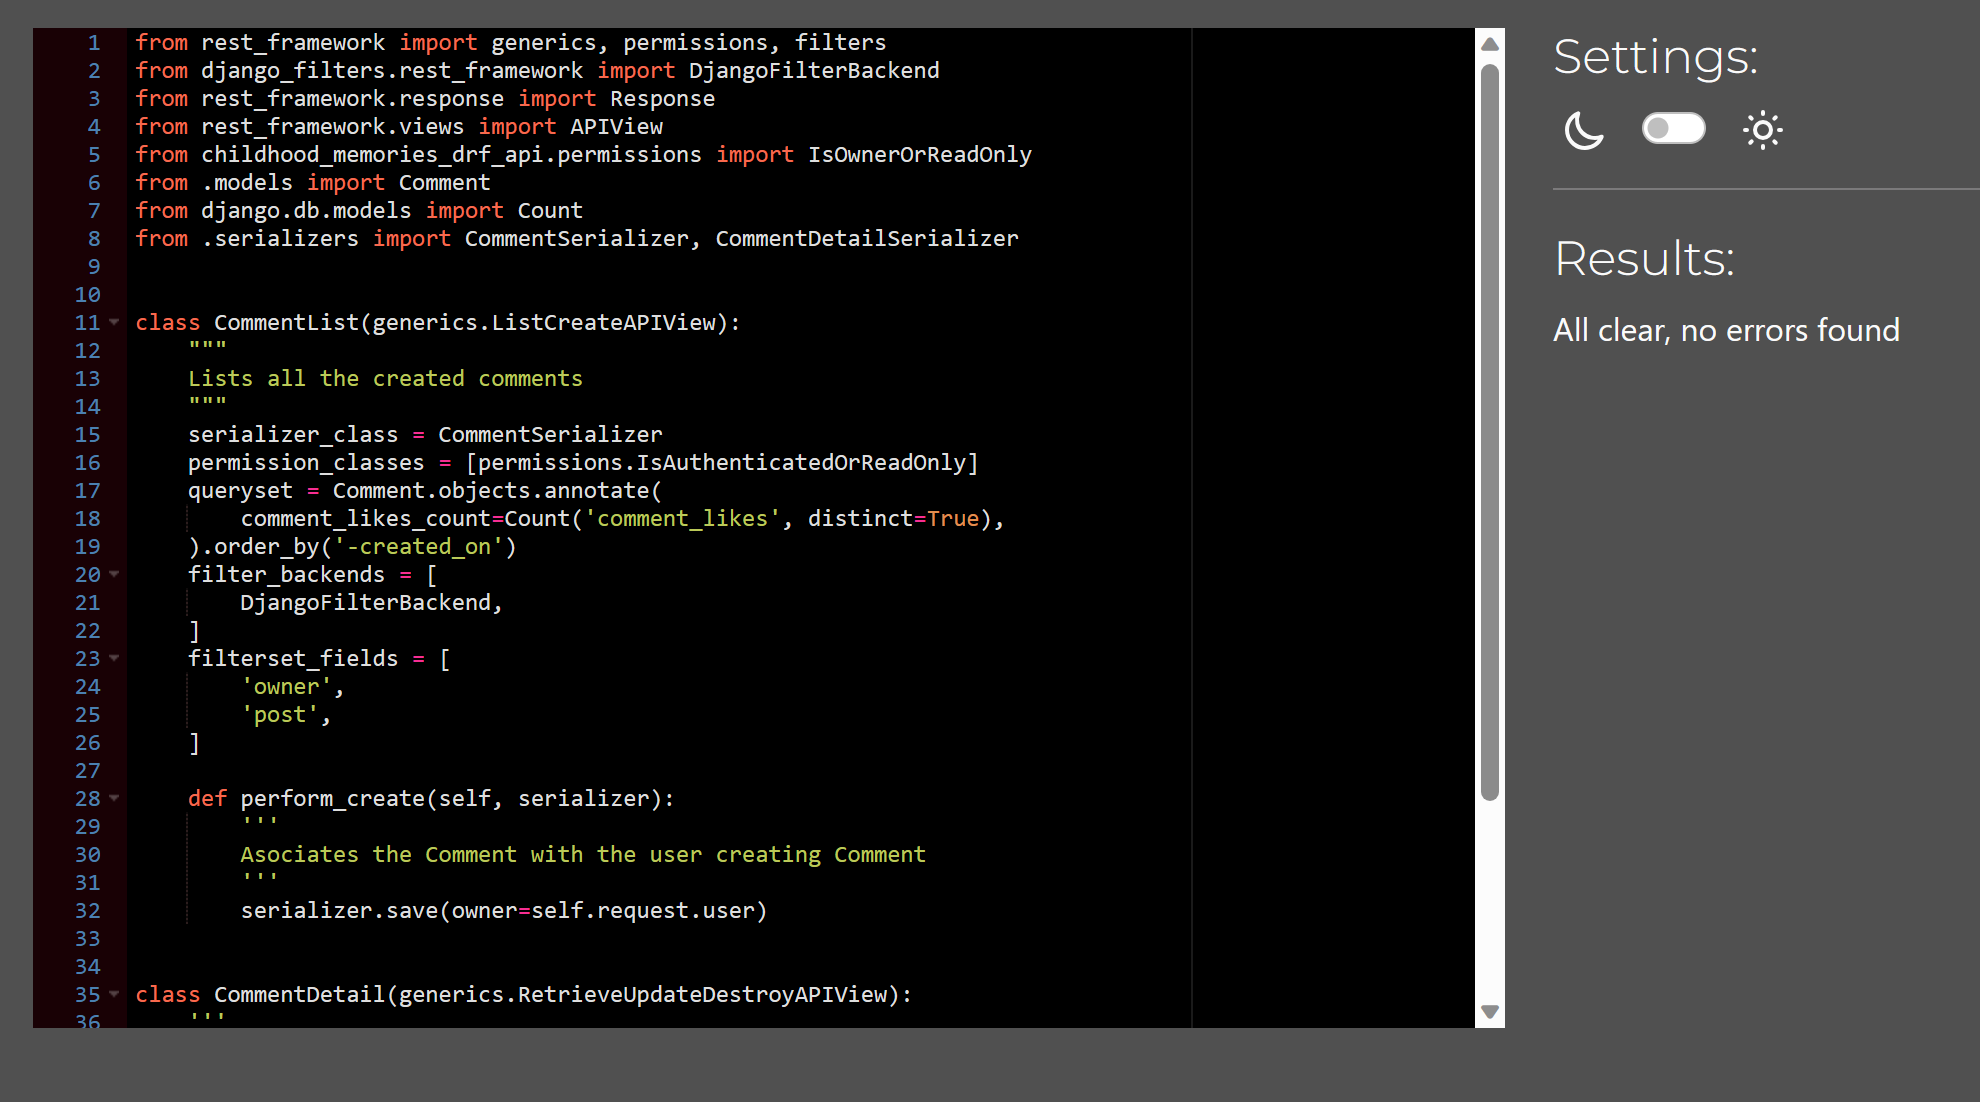 1 from rest_framework import generics, permissions, filters
2 from django_filters.rest_framework import DjangoFilterBackend
3 from rest_framework.response import Response
4 from rest_framework.views import APIView
5 from childhood_memories_drf_api.permissions import IsOwnerOrReadOnly
6 from .models import Comment
7 from django.db.models import Count
8 from .serializers import CommentSerializer, CommentDetailSerializer
9
10
11 class CommentList(generics.ListCreateAPIView):
12     """
13     Lists all the created comments
14     """
15     serializer_class = CommentSerializer
16     permission_classes = [permissions.IsAuthenticatedOrReadOnly]
17     queryset = Comment.objects.annotate(
18         comment_likes_count=Count('comment_likes', distinct=True),
19     ).order_by('-created_on')
20     filter_backends = [
21         DjangoFilterBackend,
22     ]
23     filterset_fields = [
24         'owner',
25         'post',
26     ]
27
28     def perform_create(self, serializer):
29         '''
30         Asociates the Comment with the user creating Comment
31         '''
32         serializer.save(owner=self.request.user)
33
34
35 class CommentDetail(generics.RetrieveUpdateDestroyAPIView):
36     '''
Settings:
Results:
All clear, no errors found